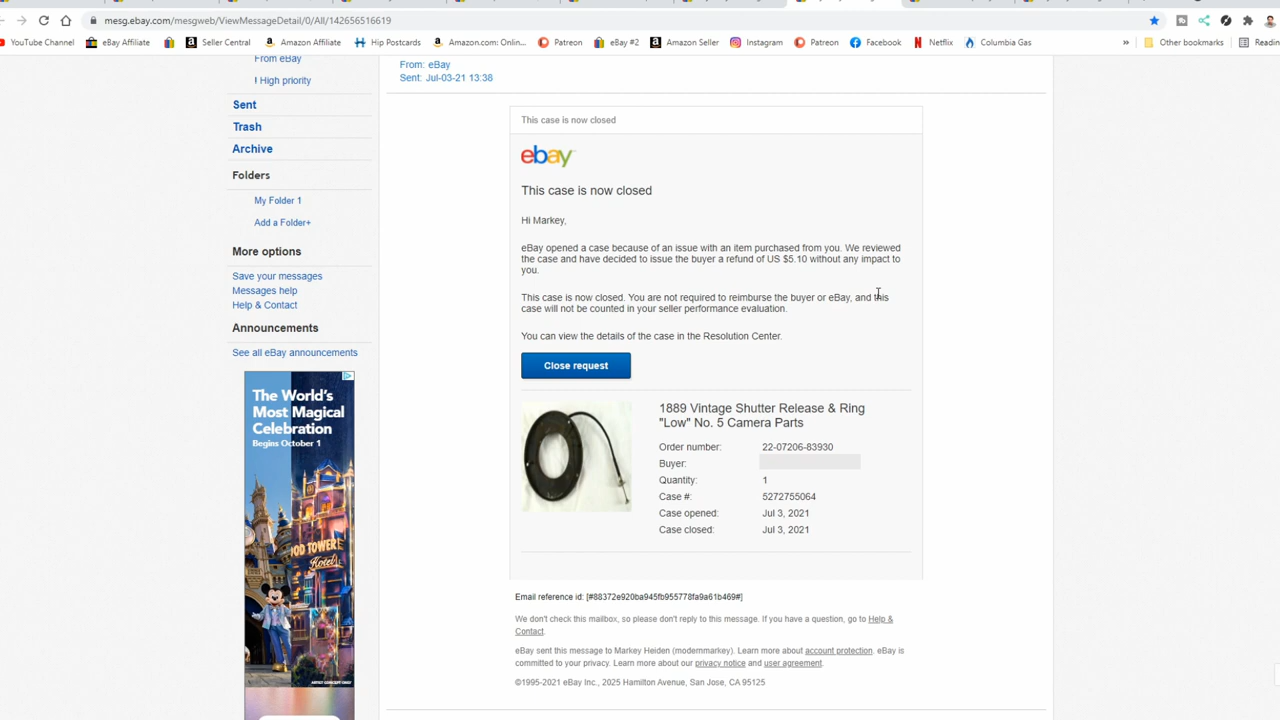 mesg.ebay.com/mesgweb/ViewMessageDetail/0/All/142656516619
YouTube Channel
eBay Affiliate
Seller Central
Amazon Affiliate
Hip Postcards
Amazon.com: Onlin...
Patreon
eBay #2
Amazon Seller
Instagram
Patreon
Facebook
Netflix
Columbia Gas
»
Other bookmarks
Readin
From eBay
! High priority
Sent
Trash
Archive
Folders
My Folder 1
Add a Folder+
More options
Save your messages
Messages help
Help & Contact
Announcements
See all eBay announcements
The World's
Most Magical
Celebration
Begins October 1
Hotel
ARTIST CONCEPT ONLY
From: eBay
Sent: Jul-03-21 13:38
This case is now closed
ebay
This case is now closed
Hi Markey,
eBay opened a case because of an issue with an item purchased from you. We reviewed
the case and have decided to issue the buyer a refund of US $5.10 without any impact to
you.
This case is now closed. You are not required to reimburse the buyer or eBay, and this
case will not be counted in your seller performance evaluation.
You can view the details of the case in the Resolution Center.
Close request
1889 Vintage Shutter Release & Ring
"Low" No. 5 Camera Parts
Order number: 22-07206-83930
Buyer:
Quantity: 1
Case #: 5272755064
Case opened: Jul 3, 2021
Case closed: Jul 3, 2021
Email reference id: [#88372e920ba945fb955778fa9a61b469#]
We don't check this mailbox, so please don't reply to this message. If you have a question, go to Help &
Contact.
eBay sent this message to Markey Heiden (modernmarkey). Learn more about account protection. eBay is
committed to your privacy. Learn more about our privacy notice and user agreement.
©1995-2021 eBay Inc., 2025 Hamilton Avenue, San Jose, CA 95125